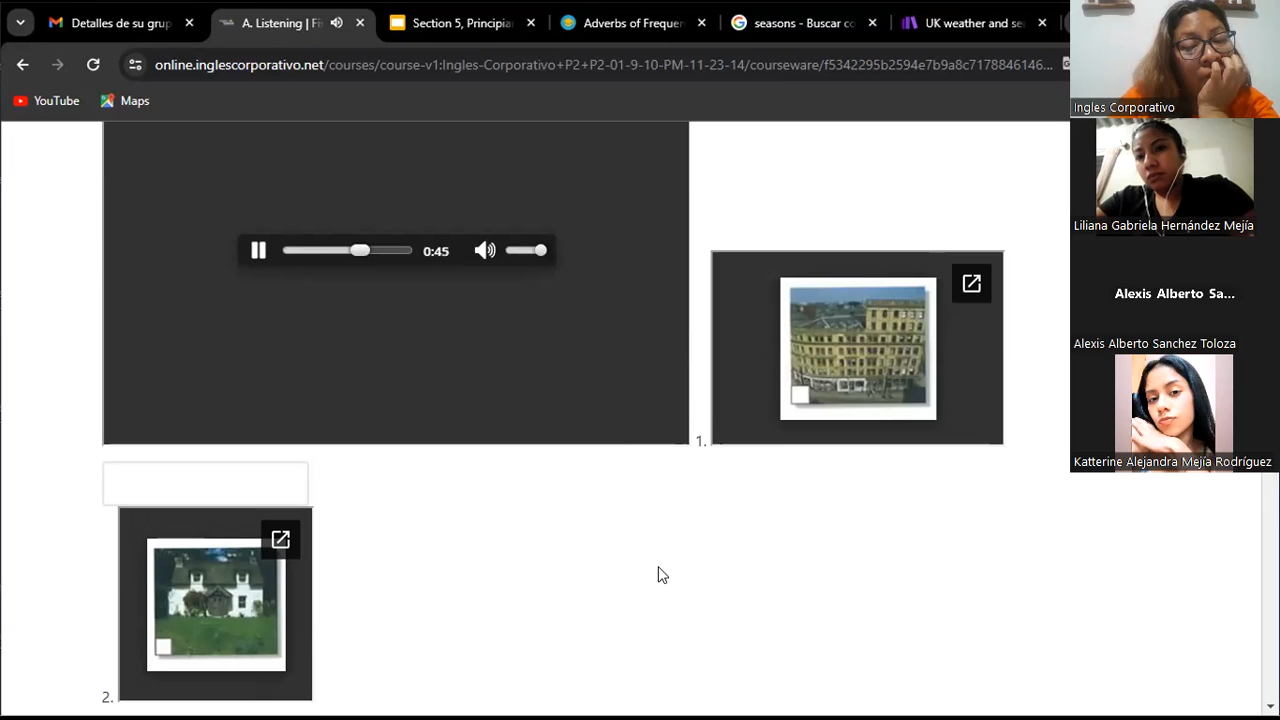 Detalles de su gru
A. Listening | Fi
Section 5, Principia
Adverbs of Frequen
seasons - Buscar co
UK weather and se
online.inglescorporativo.net/courses/course-v1:Ingles-Corporativo+P2+P2-01-9-10-PM-11-23-14/courseware/f5342295b2594e7b9a8c7178846146...
YouTube
Maps
Ingles Corporativo
Liliana Gabriela Hernández Mejía
Alexis Alberto Sa...
Alexis Alberto Sanchez Toloza
Katterine Alejandra Mejía Rodríguez
0:45
1.
2.